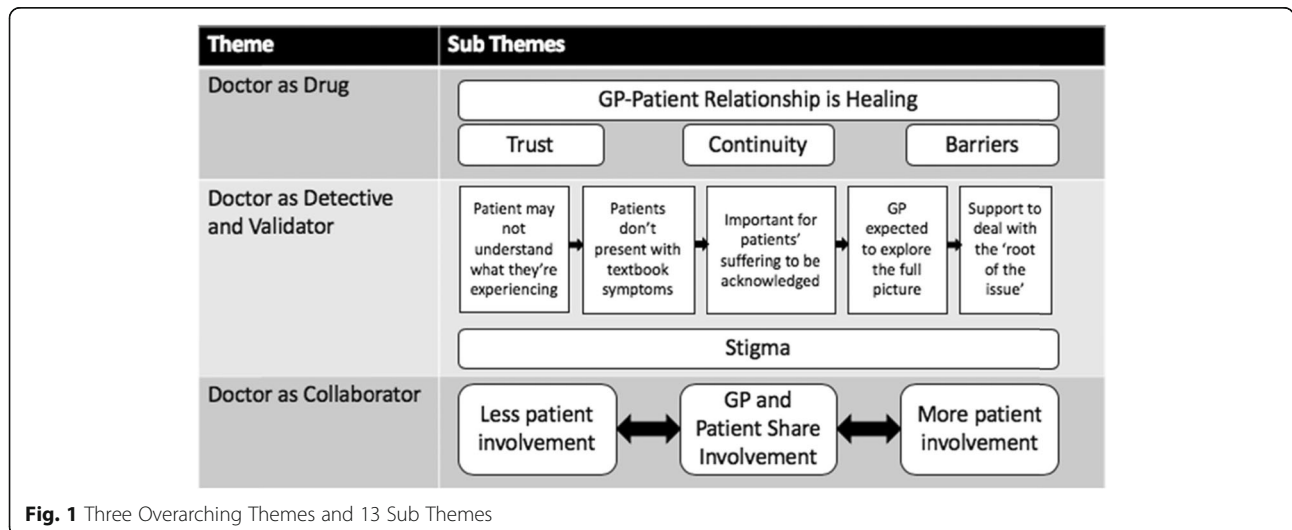 Theme
Sub Themes
Doctor as Drug
GP-Patient Relationship is Healing
Trust
Continuity
Barriers
Doctor as Detective
and Validator
Patient may
not
understand
what they're
experiencing
Patients
don't
present with
textbook
symptoms
Important for
patients'
suffering to be
acknowledged
GP
expected
to explore
the full
picture
Support to
deal with
the 'root
of the
issue'
Stigma
Doctor as Collaborator
Less patient
involvement
GP and
Patient Share
Involvement
More patient
involvement
Fig. 1 Three Overarching Themes and 13 Sub Themes